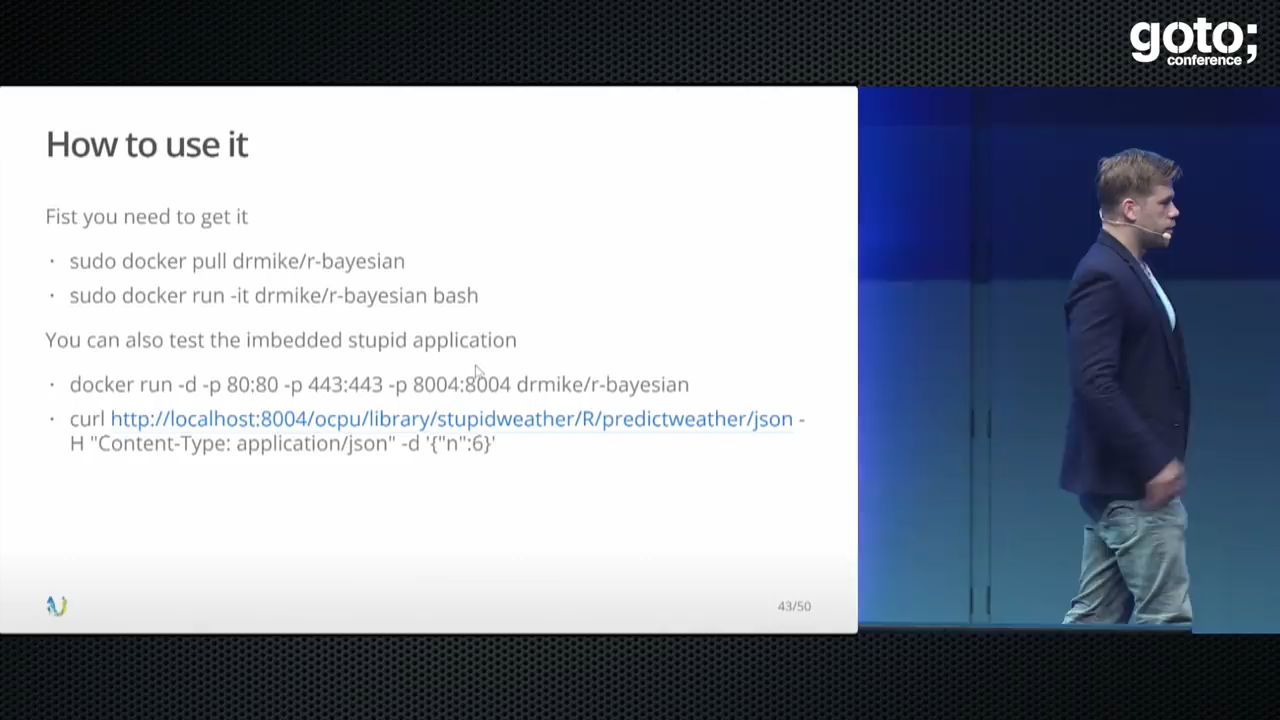 goto;
conference
How to use it
Fist you need to get it
· sudo docker pull drmike/r-bayesian
· sudo docker run -it drmike/r-bayesian bash
You can also test the imbedded stupid application
· docker run -d -p 80:80 -p 443:443 -p 8004:8004 drmike/r-bayesian
· curl http://localhost:8004/ocpu/library/stupidweather/R/predictweather/json -
H "Content-Type: application/json" -d '{"n":6}'
43/50